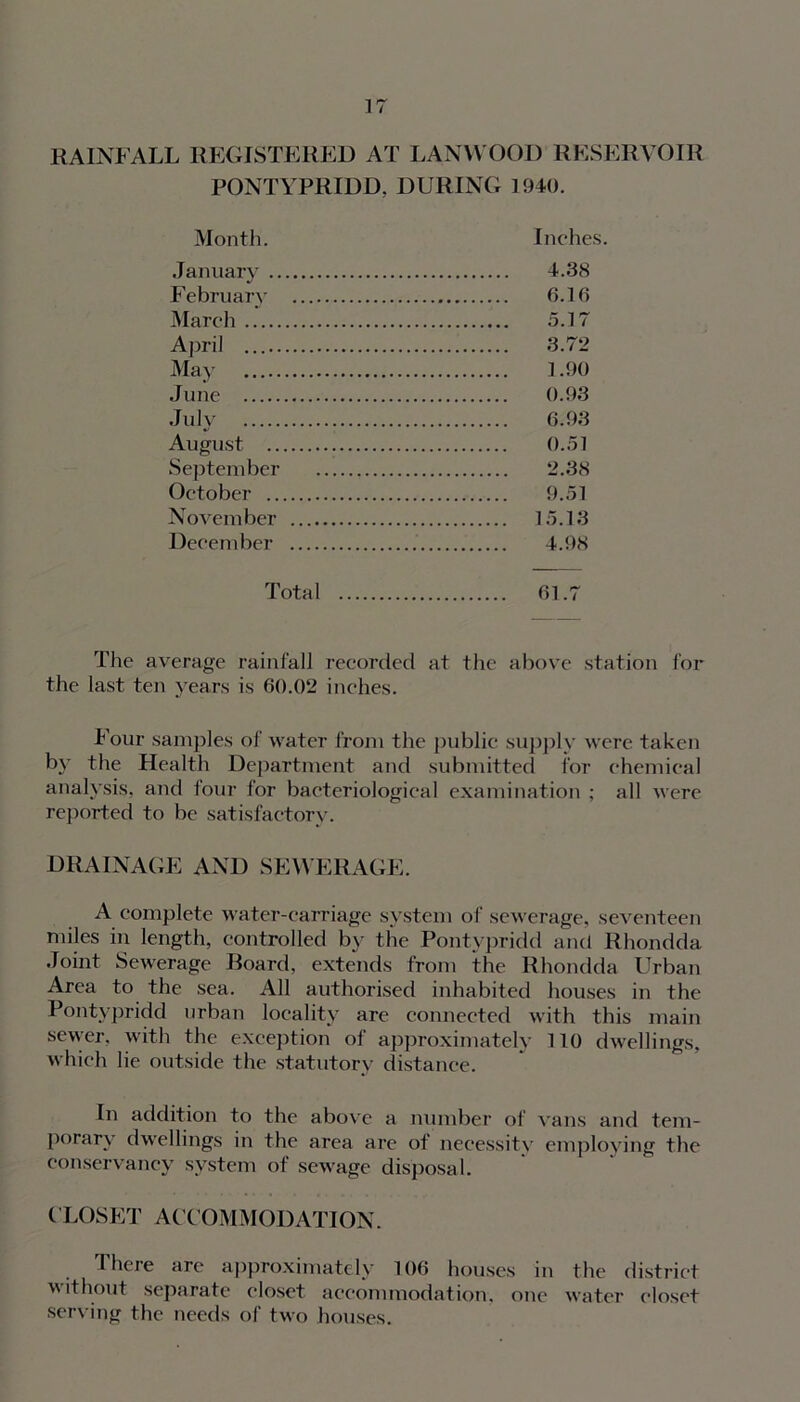 17
RAINFALL REGISTERED AT LANWOOD RESERVOIR
PONTYPRIDD, DURING 1940.
Month. Inches.
January .......................... 4.38
February .......................... 6.16
March .......................... 5.17
April .......................... 3.72
May .......................... 1.90
June .......................... 0.93
July .......................... 6.93
August .......................... 0.51
September .......................... 2.38
October .......................... 9.51
November .......................... 15.13
December .......................... 4.98
Total .................... 61.7
The average rainfall recorded at the above station for
the last ten years is 60.02 inches.
Four samples of water from the public supply were taken
by the Health Department and submitted for chemical
analysis, and four for bacteriological examination ; all were
reported to be satisfactory.
DRAINAGE AND SEWERAGE.
A complete water-carriage system of sewerage, seventeen
miles in length, controlled by the Pontypridd and Rhondda
Joint Sewerage Board, extends from the Rhondda Urban
Area to the sea. All authorised inhabited houses in the
Pontypridd urban locality are connected with this main
sewer, with the exception of approximately 110 dwellings,
which lie outside the statutory distance.
In addition to the above a number of vans and tem-
porary dwellings in the area are of necessity employing the
conservancy system of sewage disposal.
CLOSET ACCOMMODATION.
There are approximately 106 houses in the district
without separate closet accommodation, one water closet
serving the needs of two houses.